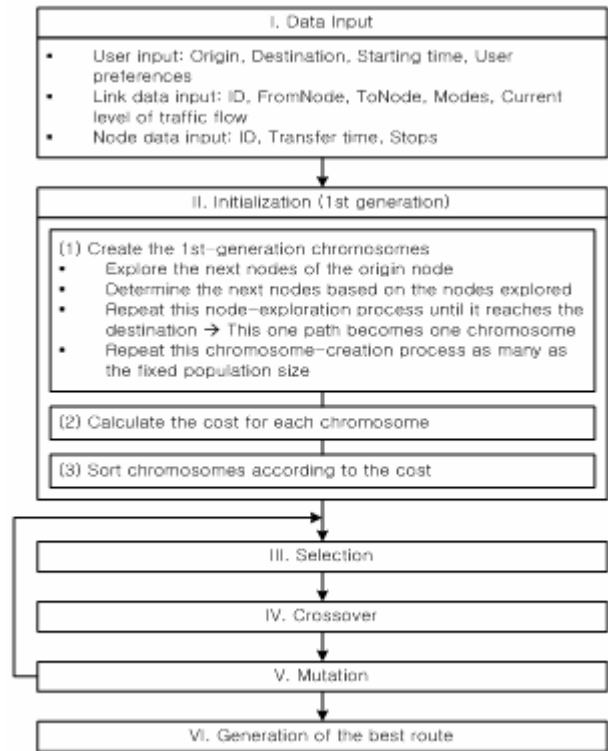 I. Data Input
▪ User input: Origin, Destination, Starting time, User
preferences
▪ Link data input: ID, FromNode, ToNode, Modes, Current
level of traffic flow
▪ Node data input: ID, Transfer time, Stops
II. Initialization (1st generation)
(1) Create the 1st-generation chromosomes
▪ Explore the next nodes of the origin node
▪ Determine the next nodes based on the nodes explored
▪ Repeat this node-exploration process until it reaches the
destination → This one path becomes one chromosome
▪ Repeat this chromosome-creation process as many as
the fixed population size
(2) Calculate the cost for each chromosome
(3) Sort chromosomes according to the cost
III. Selection
IV. Crossover
V. Mutation
VI. Generation of the best route